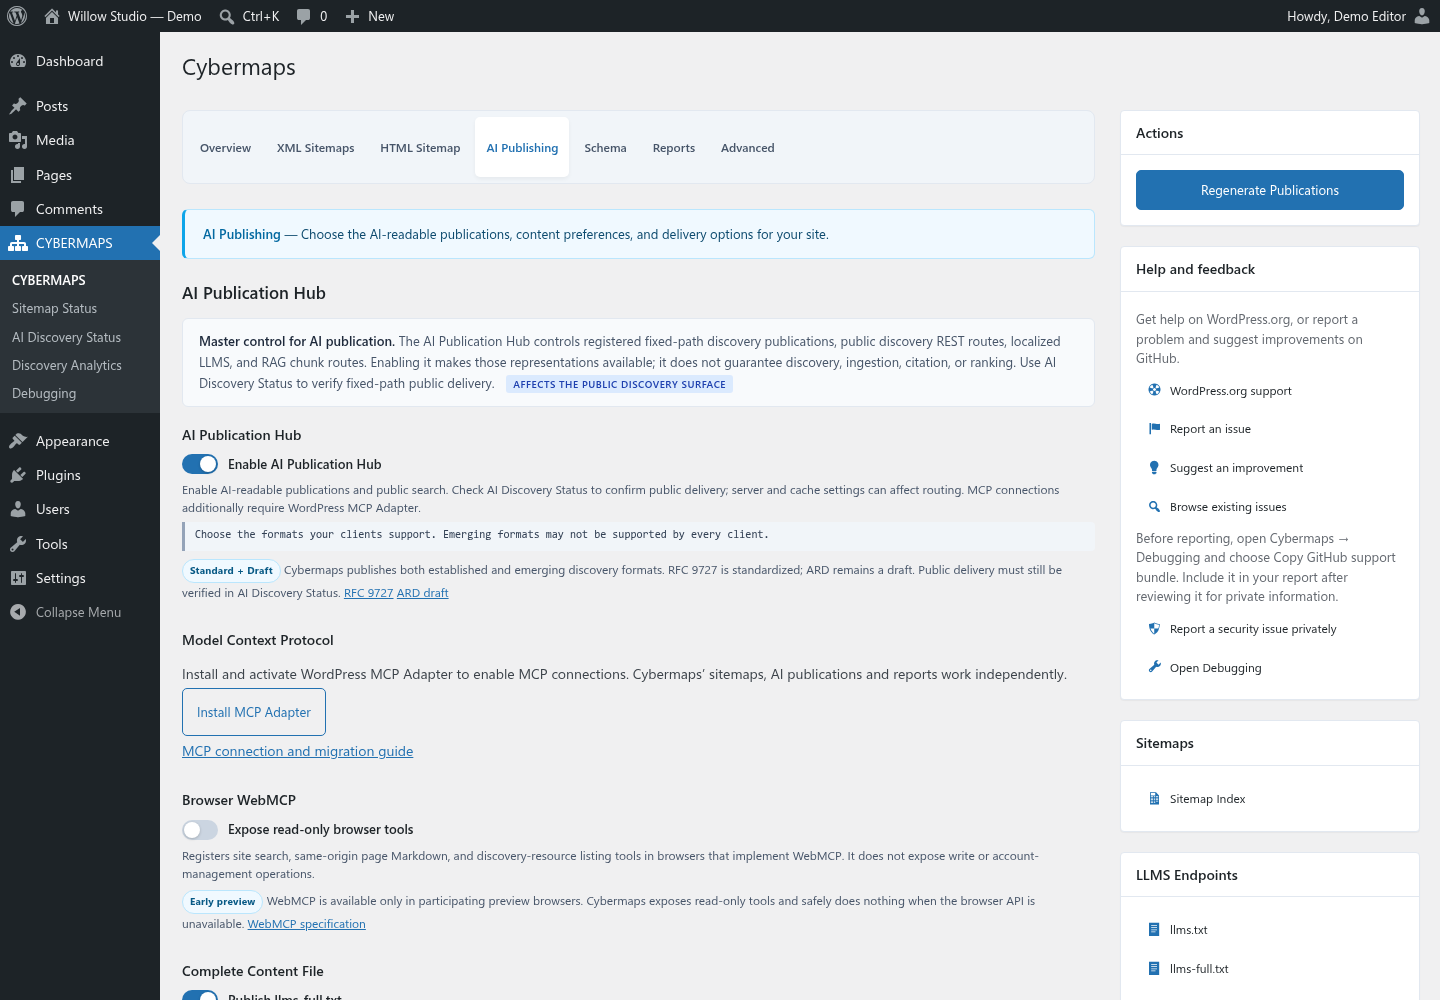 Willow Studio — Demo
Ctrl+K
0
New
Howdy, Demo Editor
Dashboard
Posts
Media
Pages
Comments
CYBERMAPS
CYBERMAPS
Sitemap Status
AI Discovery Status
Discovery Analytics
Debugging
Appearance
Plugins
Users
Tools
Settings
Collapse Menu
Cybermaps
Overview
XML Sitemaps
HTML Sitemap
AI Publishing
Schema
Reports
Advanced
AI Publishing — Choose the AI-readable publications, content preferences, and delivery options for your site.
AI Publication Hub
Master control for AI publication. The AI Publication Hub controls registered fixed-path discovery publications, public discovery REST routes, localized
LLMS, and RAG chunk routes. Enabling it makes those representations available; it does not guarantee discovery, ingestion, citation, or ranking. Use AI
Discovery Status to verify fixed-path public delivery. AFFECTS THE PUBLIC DISCOVERY SURFACE
AI Publication Hub
Enable AI Publication Hub
Enable AI-readable publications and public search. Check AI Discovery Status to confirm public delivery; server and cache settings can affect routing. MCP connections
additionally require WordPress MCP Adapter.
Choose the formats your clients support. Emerging formats may not be supported by every client.
Standard + Draft Cybermaps publishes both established and emerging discovery formats. RFC 9727 is standardized; ARD remains a draft. Public delivery must still be
verified in AI Discovery Status. RFC 9727 ARD draft
Model Context Protocol
Install and activate WordPress MCP Adapter to enable MCP connections. Cybermaps’ sitemaps, AI publications and reports work independently.
Install MCP Adapter
MCP connection and migration guide
Browser WebMCP
Expose read-only browser tools
Registers site search, same-origin page Markdown, and discovery-resource listing tools in browsers that implement WebMCP. It does not expose write or account-
management operations.
Early preview WebMCP is available only in participating preview browsers. Cybermaps exposes read-only tools and safely does nothing when the browser API is
unavailable. WebMCP specification
Complete Content File
Publish llms-full.txt
Actions
Regenerate Publications
Help and feedback
Get help on WordPress.org, or report a
problem and suggest improvements on
GitHub.
WordPress.org support
Report an issue
Suggest an improvement
Browse existing issues
Before reporting, open Cybermaps →
Debugging and choose Copy GitHub support
bundle. Include it in your report after
reviewing it for private information.
Report a security issue privately
Open Debugging
Sitemaps
Sitemap Index
LLMS Endpoints
llms.txt
llms-full.txt